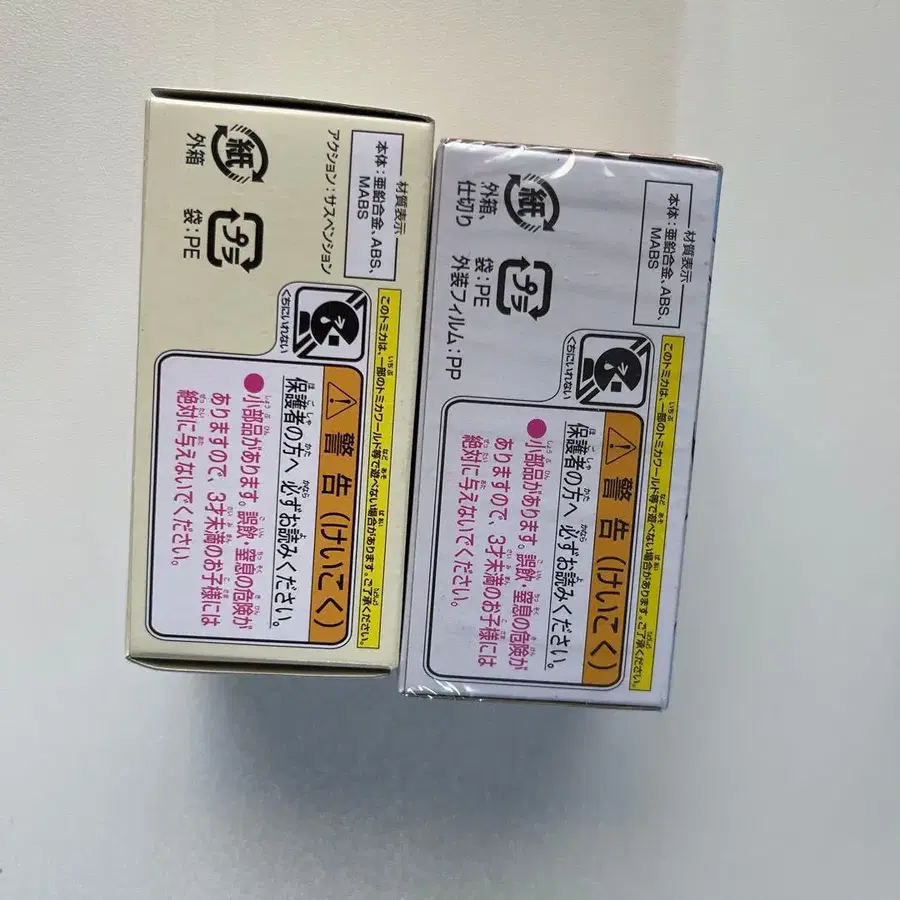 材質表示
本体:亜鉛合金、ABS、
MABS
アクション:サスペンション
紙
外箱
プラ
袋:PE
このトミカは、一部のトミカワールド等で遊べない場合があります。ご了承ください。
くちにいれない
警告(けいこく)
保護者の方へ 必ずお読みください。
●小部品があります。誤飲・窒息の危険が
ありますので、3才未満のお子様には
絶対に与えないでください。
材質表示
本体:亜鉛合金、ABS、
MABS
紙
外箱、
仕切り
プラ
袋:PE
外装フィルム:PP
このトミカは、一部のトミカワールド等で遊べない場合があります。ご了承ください。
くちにいれない
警告(けいこく)
保護者の方へ 必ずお読みください。
●小部品があります。誤飲・窒息の危険が
ありますので、3才未満のお子様には
絶対に与えないでください。